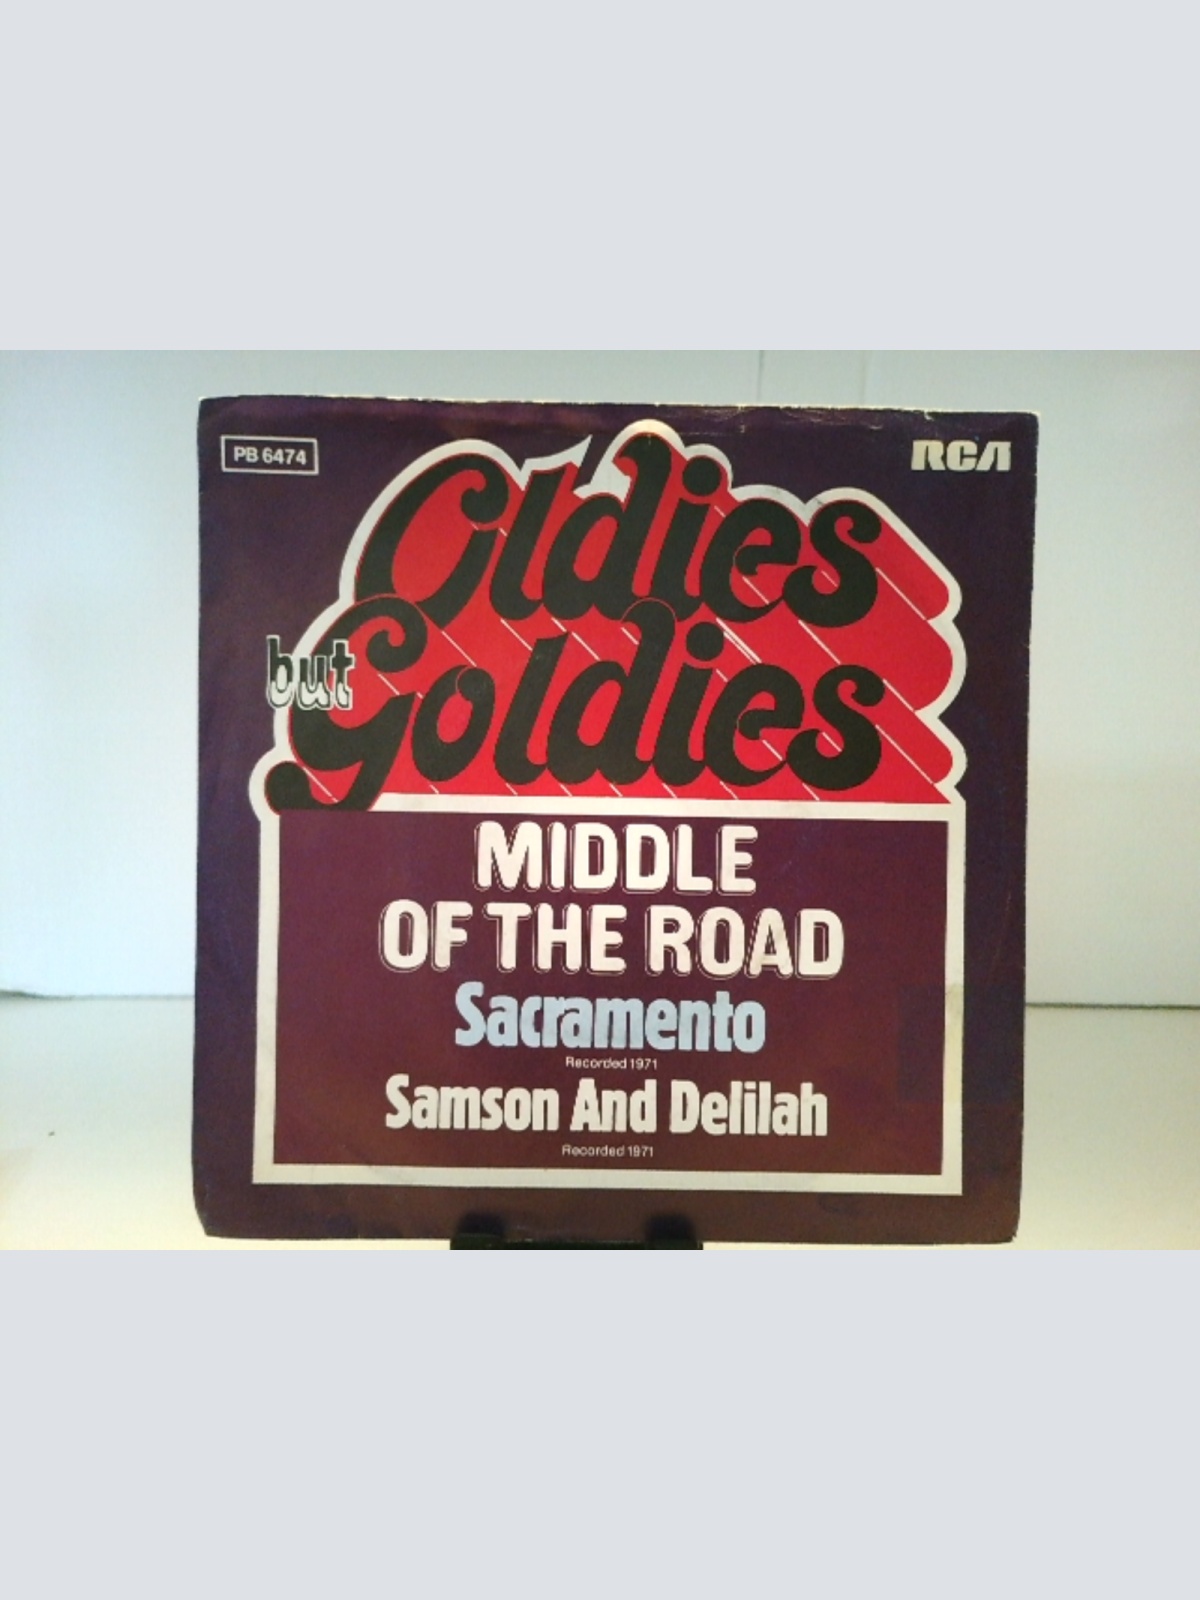 PB 6474
RCA
Oldies
but
Goldies
MIDDLE
OF THE ROAD
Sacramento
Recorded 1971
Samson And Delilah
Recorded 1971